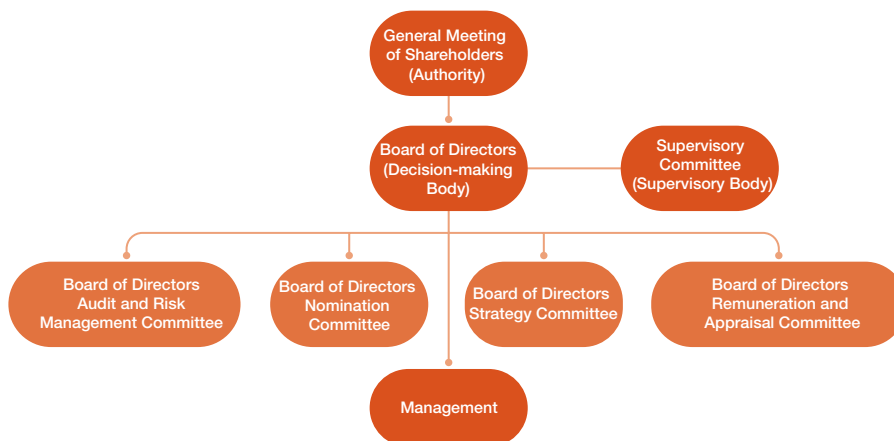 General Meeting
of Shareholders
(Authority)
Board of Directors
(Decision-making
Body)
Supervisory
Committee
(Supervisory Body)
Board of Directors
Audit and Risk
Management Committee
Board of Directors
Nomination
Committee
Board of Directors
Strategy Committee
Board of Directors
Remuneration and
Appraisal Committee
Management